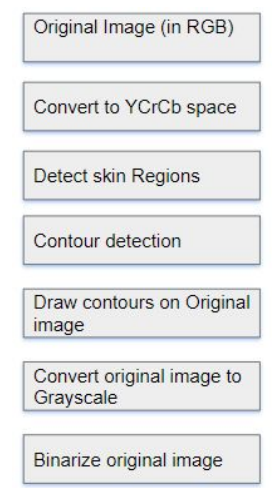 Original Image (in RGB)
Convert to YCrCb space
Detect skin Regions
Contour detection
Draw contours on Original
image
Convert original image to
Grayscale
Binarize original image